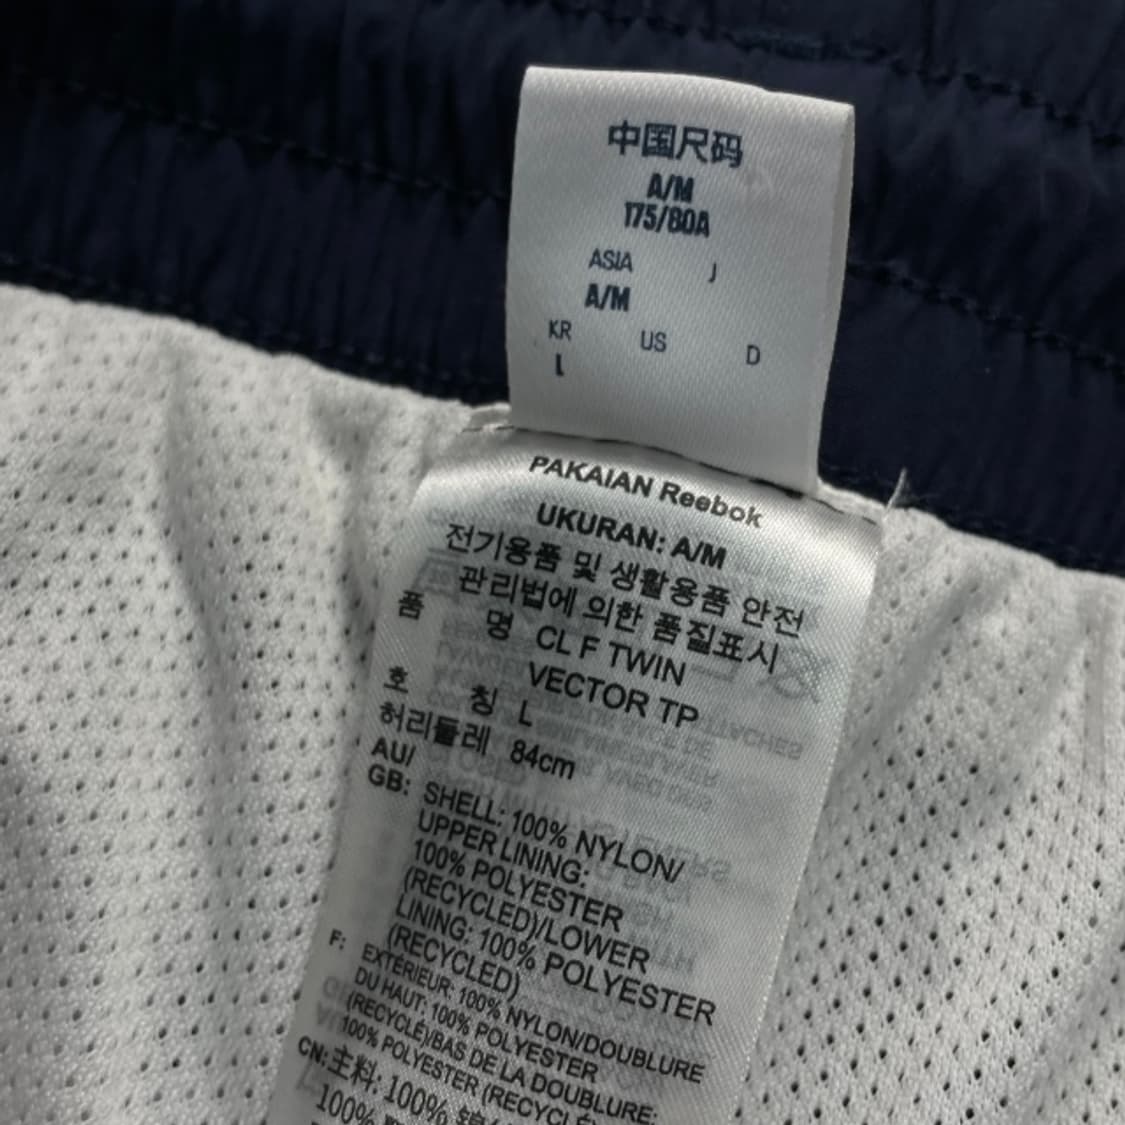 中国尺码
A/M
175/80A
ASIA J
A/M
KR US D
L
PAKAIAN Reebok
UKURAN: A/M
전기용품 및 생활용품 안전
관리법에 의한 품질표시
품 명 CL F TWIN
VECTOR TP
호 칭 L
허리둘레 84cm
AU/
GB: SHELL: 100% NYLON/
UPPER LINING:
100% POLYESTER
(RECYCLED)/LOWER
LINING: 100% POLYESTER
(RECYCLED)
F: EXTÉRIEUR: 100% NYLON/DOUBLURE
DU HAUT: 100% POLYESTER
(RECYCLÉ)/BAS DE LA DOUBLURE:
100% POLYESTER (RECYCLÉ
CN: 主料: 100%
100%